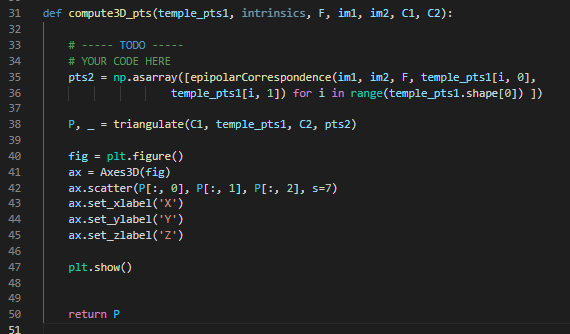 31 def compute3D_pts(temple_pts1, intrinsics, F, im1, im2, C1, C2):
32
33     # ----- TODO -----
34     # YOUR CODE HERE
35     pts2 = np.asarray([epipolarCorrespondence(im1, im2, F, temple_pts1[i, 0],
36                     temple_pts1[i, 1]) for i in range(temple_pts1.shape[0]) ])
37
38     P, _ = triangulate(C1, temple_pts1, C2, pts2)
39
40     fig = plt.figure()
41     ax = Axes3D(fig)
42     ax.scatter(P[:, 0], P[:, 1], P[:, 2], s=7)
43     ax.set_xlabel('X')
44     ax.set_ylabel('Y')
45     ax.set_zlabel('Z')
46
47     plt.show()
48
49
50     return P
51